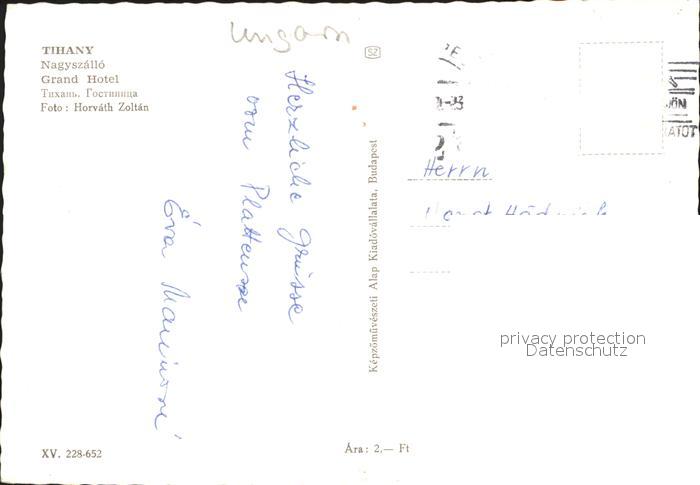 Ungarn
TIHANY
Nagyszálló
Grand Hotel
Тихань. Гостиница
Foto : Horváth Zoltán
SZ
Herzliche Grüsse
vom Plattensee
Éva
Képzőművészeti Alap Kiadóvállalata, Budapest
Herrn
privacy protection
Datenschutz
XV. 228-652
Ára: 2,— Ft